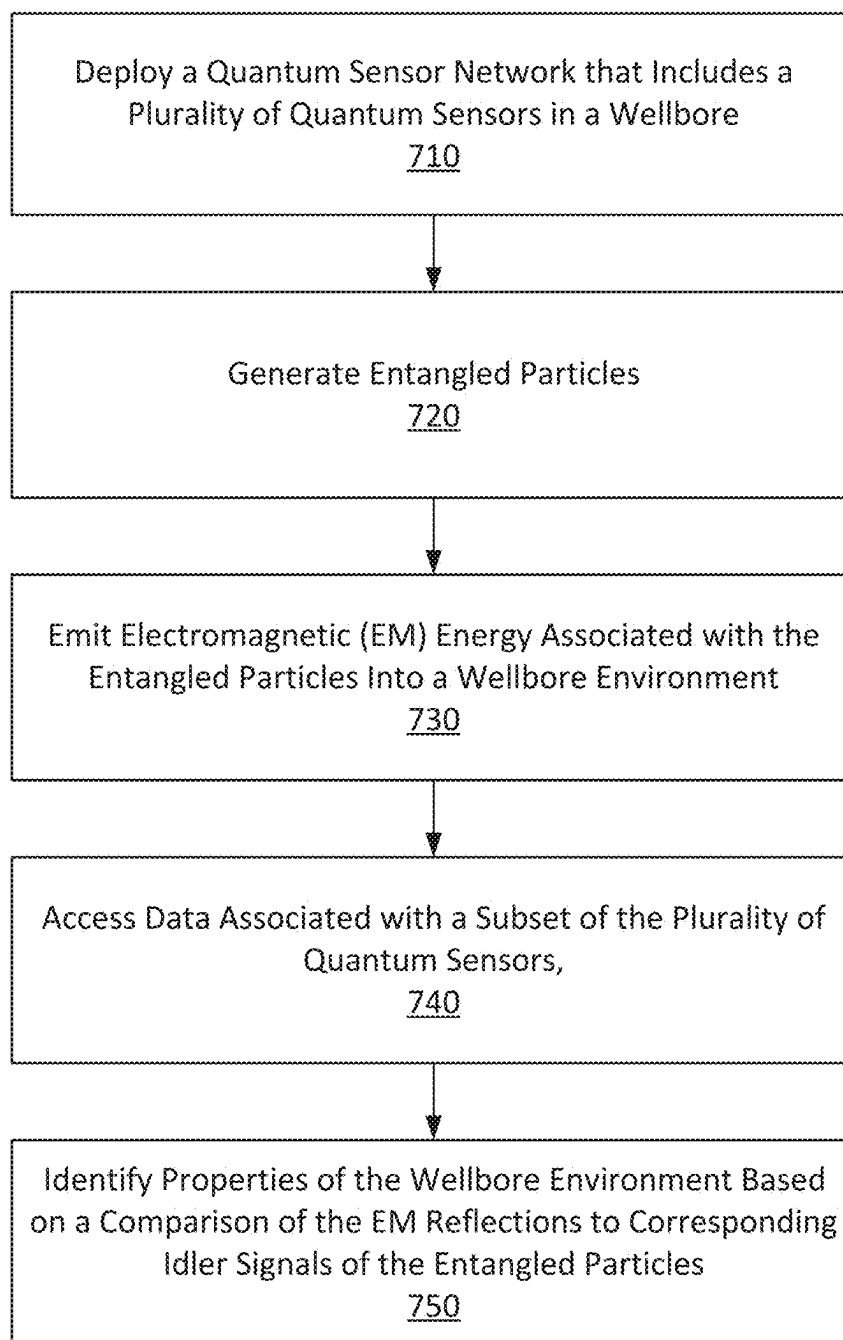 Deploy a Quantum Sensor Network that Includes a
Plurality of Quantum Sensors in a Wellbore
710
Generate Entangled Particles
720
Emit Electromagnetic (EM) Energy Associated with the
Entangled Particles Into a Wellbore Environment
730
Access Data Associated with a Subset of the Plurality of
Quantum Sensors,
740
Identify Properties of the Wellbore Environment Based
on a Comparison of the EM Reflections to Corresponding
Idler Signals of the Entangled Particles
750